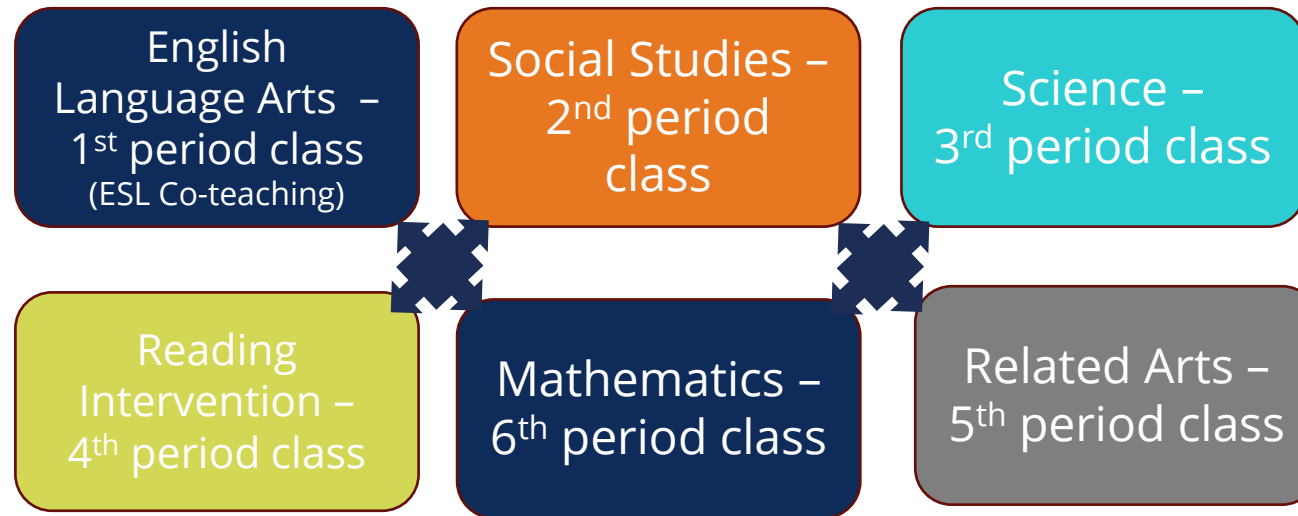 English
Language Arts –
1st period class
(ESL Co-teaching)
Social Studies –
2nd period
class
Science –
3rd period class
Reading
Intervention –
4th period class
Mathematics –
6th period class
Related Arts –
5th period class